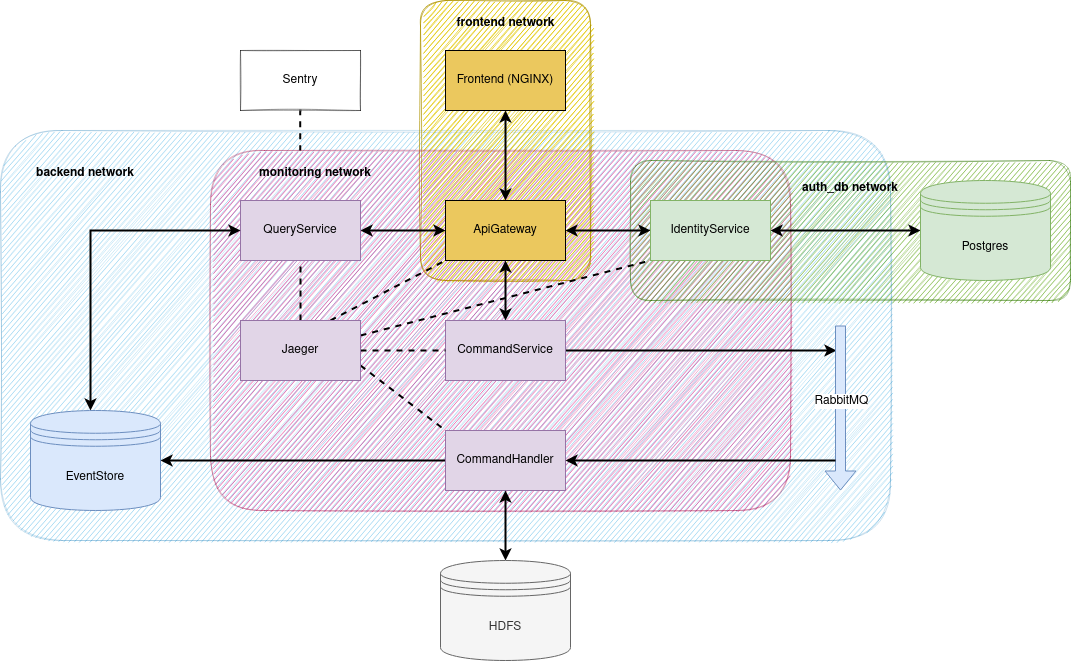 frontend network
Sentry
Frontend (NGINX)
backend network
monitoring network
auth_db network
QueryService
ApiGateway
IdentityService
Postgres
Jaeger
CommandService
RabbitMQ
CommandHandler
EventStore
HDFS